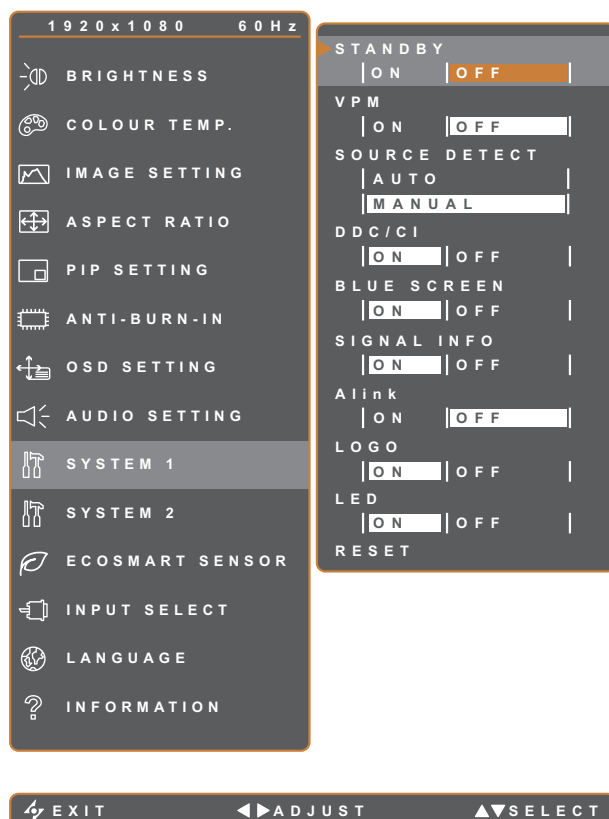 1920x1080 60Hz
BRIGHTNESS
COLOUR TEMP.
IMAGE SETTING
ASPECT RATIO
PIP SETTING
ANTI-BURN-IN
OSD SETTING
AUDIO SETTING
SYSTEM 1
SYSTEM 2
ECOSMART SENSOR
INPUT SELECT
LANGUAGE
INFORMATION
STANDBY
ON OFF
VPM
ON OFF
SOURCE DETECT
AUTO
MANUAL
DDC/CI
ON OFF
BLUE SCREEN
ON OFF
SIGNAL INFO
ON OFF
Alink
ON OFF
LOGO
ON OFF
LED
ON OFF
RESET
EXIT ADJUST SELECT